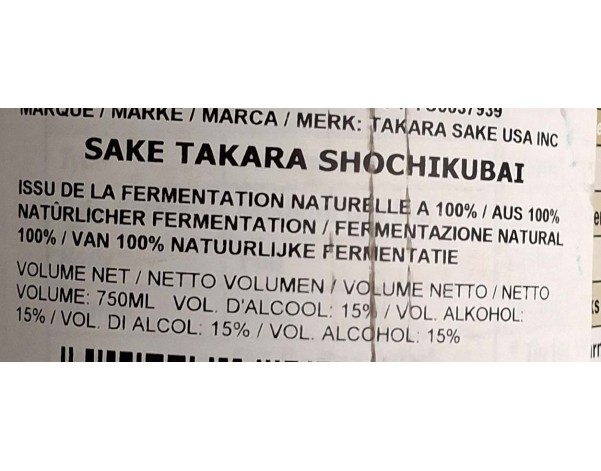 MARQUE / MARKE / MARCA / MERK: TAKARA SAKE USA INC
SAKE TAKARA SHOCHIKUBAI
ISSU DE LA FERMENTATION NATURELLE A 100% / AUS 100%
NATÛRLICHER FERMENTATION / FERMENTAZIONE NATURAL
100% / VAN 100% NATUURLIJKE FERMENTATIE
VOLUME NET / NETTO VOLUMEN / VOLUME NETTO / NETTO
VOLUME: 750ML VOL. D'ALCOOL: 15% / VOL. ALKOHOL:
15% / VOL. DI ALCOL: 15% / VOL. ALCOHOL: 15%